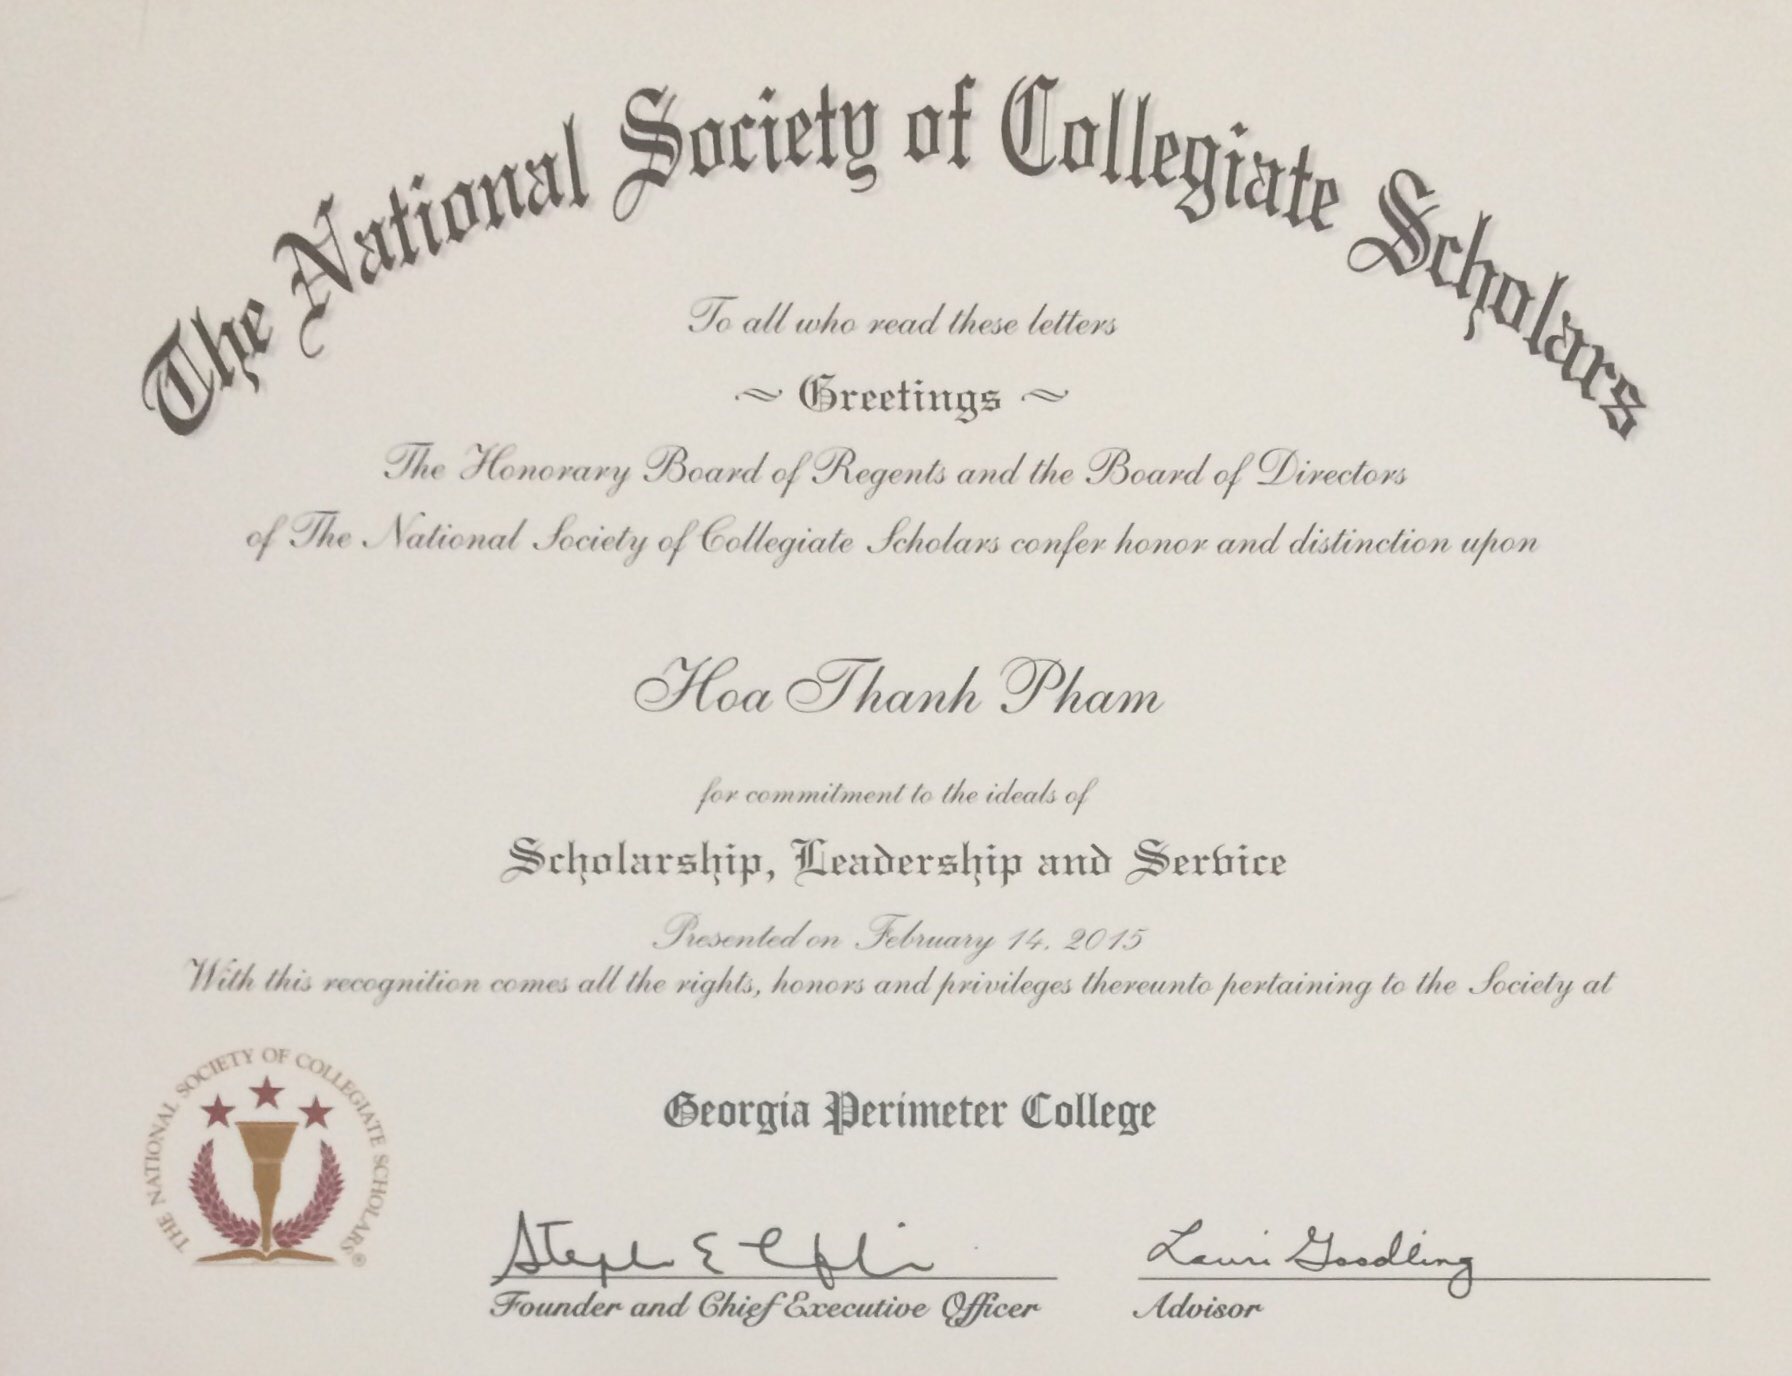 The National Society of Collegiate Scholars
To all who read these letters
~ Greetings ~
The Honorary Board of Regents and the Board of Directors
of The National Society of Collegiate Scholars confer honor and distinction upon
Hoa Thanh Pham
for commitment to the ideals of
Scholarship, Leadership and Service
Presented on February 14, 2015
With this recognition comes all the rights, honors and privileges thereunto pertaining to the Society at
THE NATIONAL SOCIETY OF COLLEGIATE SCHOLARS®
Georgia Perimeter College
Stephen E
Founder and Chief Executive Officer
Lauri Goodling
Advisor